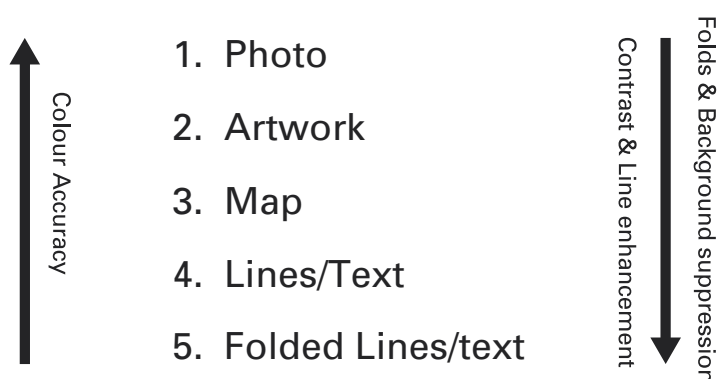 Colour Accuracy
1. Photo
2. Artwork
3. Map
4. Lines/Text
5. Folded Lines/text
Contrast & Line enhancement
Folds & Background suppression